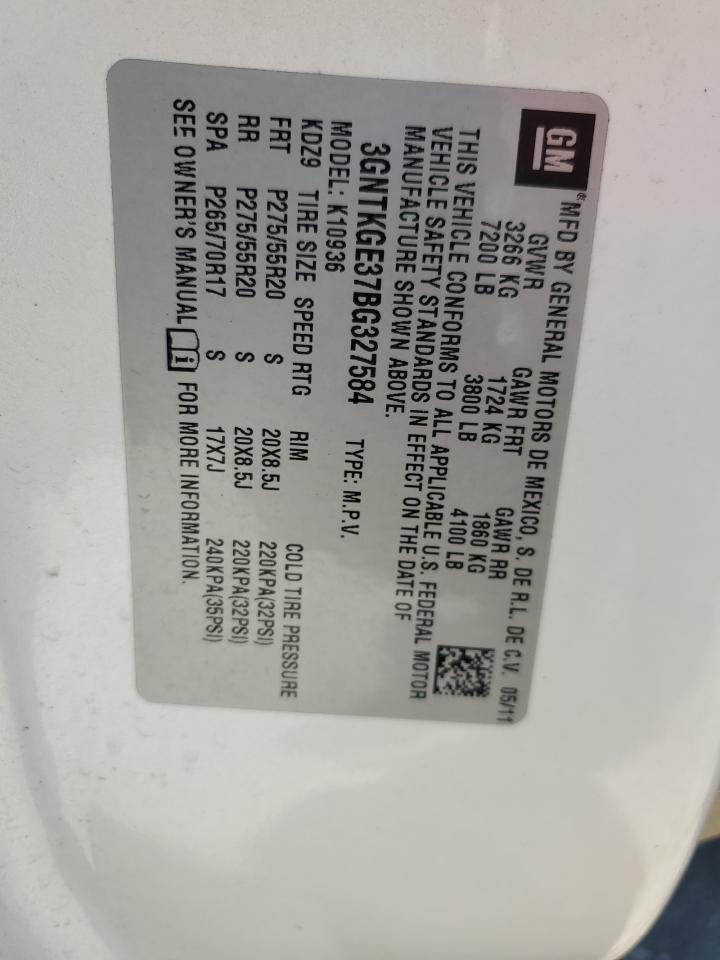 GM
® MFD BY GENERAL MOTORS DE MEXICO, S. DE R.L. DE C.V. 05/11
GVWR GAWR FRT GAWR RR
3266 KG 1724 KG 1860 KG
7200 LB 3800 LB 4100 LB
THIS VEHICLE CONFORMS TO ALL APPLICABLE U.S. FEDERAL MOTOR
VEHICLE SAFETY STANDARDS IN EFFECT ON THE DATE OF
MANUFACTURE SHOWN ABOVE.
3GNTKGE37BG327584 TYPE: M.P.V.
MODEL: K10936
KDZ9 TIRE SIZE SPEED RTG RIM COLD TIRE PRESSURE
FRT P275/55R20 S 20X8.5J 220KPA(32PSI)
RR P275/55R20 S 20X8.5J 220KPA(32PSI)
SPA P265/70R17 S 17X7J 240KPA(35PSI)
SEE OWNER'S MANUAL i FOR MORE INFORMATION.